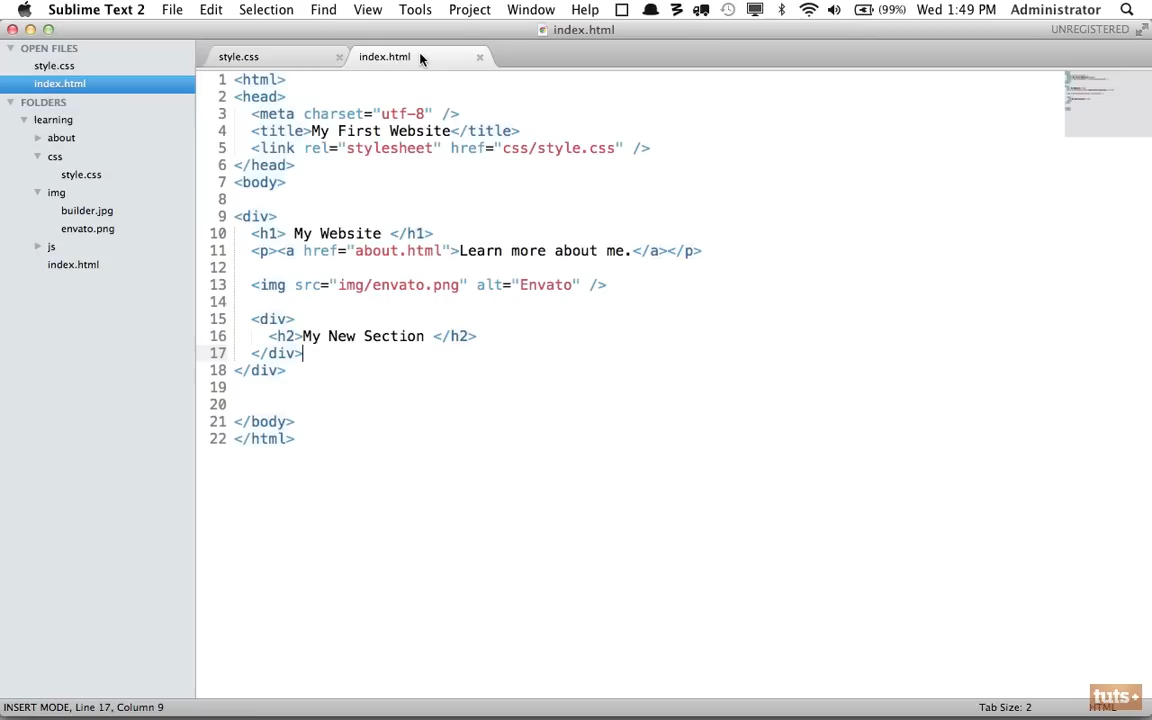 Sublime Text 2 File Edit Selection Find View Tools Project Window Help (99%) Wed 1:49 PM Administrator
index.html UNREGISTERED
OPEN FILES
style.css
index.html
FOLDERS
learning
about
css
style.css
img
builder.jpg
envato.png
js
index.html
style.css index.html
1 <html>
2 <head>
3 <meta charset="utf-8" />
4 <title>My First Website</title>
5 <link rel="stylesheet" href="css/style.css" />
6 </head>
7 <body>
8
9 <div>
10 <h1> My Website </h1>
11 <p><a href="about.html">Learn more about me.</a></p>
12
13 <img src="img/envato.png" alt="Envato" />
14
15 <div>
16 <h2>My New Section </h2>
17 </div>
18 </div>
19
20
21 </body>
22 </html>
INSERT MODE, Line 17, Column 9 Tab Size: 2 HTML
tuts+